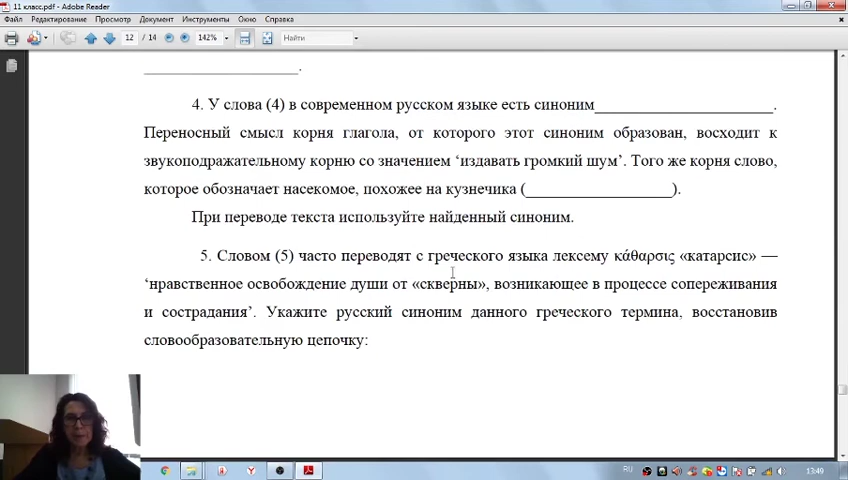 11 класс.pdf - Adobe Reader
Файл Редактирование Просмотр Документ Инструменты Окно Справка
12 / 14 142% Найти
____________________.
4. У слова (4) в современном русском языке есть синоним_______________________.
Переносный смысл корня глагола, от которого этот синоним образован, восходит к
звукоподражательному корню со значением ‘издавать громкий шум’. Того же корня слово,
которое обозначает насекомое, похожее на кузнечика (___________________).
При переводе текста используйте найденный синоним.
5. Словом (5) часто переводят с греческого языка лексему κάθαρσις «катарсис» —
‘нравственное освобождение души от «скверны», возникающее в процессе сопереживания
и сострадания’. Укажите русский синоним данного греческого термина, восстановив
словообразовательную цепочку:
RU 13:49